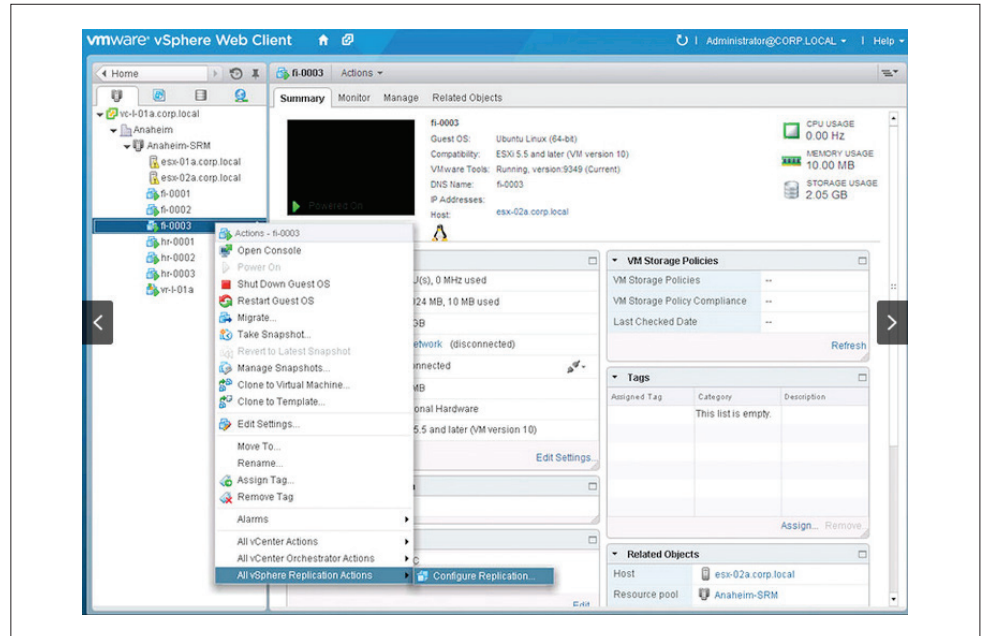 vmware® vSphere Web Client
Administrator@CORP.LOCAL
Help
Home
fi-0003 Actions
Summary Monitor Manage Related Objects
vc-l-01a.corp.local
Anaheim
Anaheim-SRM
esx-01a.corp.local
esx-02a.corp.local
fi-0001
fi-0002
fi-0003
hr-0001
hr-0002
hr-0003
vr-l-01a
Powered On
fi-0003
Guest OS: Ubuntu Linux (64-bit)
Compatibility: ESXi 5.5 and later (VM version 10)
VMware Tools: Running, version:9349 (Current)
DNS Name: fi-0003
IP Addresses:
Host: esx-02a.corp.local
CPU USAGE
0.00 Hz
MEMORY USAGE
10.00 MB
STORAGE USAGE
2.05 GB
Actions - fi-0003
Open Console
Power On
Shut Down Guest OS
Restart Guest OS
Migrate...
Take Snapshot...
Revert to Latest Snapshot
Manage Snapshots...
Clone to Virtual Machine...
Clone to Template...
Edit Settings...
Move To...
Rename...
Assign Tag...
Remove Tag
Alarms
All vCenter Actions
All vCenter Orchestrator Actions
All vSphere Replication Actions
Configure Replication...
U(s), 0 MHz used
24 MB, 10 MB used
GB
etwork (disconnected)
nnected
MB
onal Hardware
5.5 and later (VM version 10)
Edit Settings...
Edit
VM Storage Policies
VM Storage Policies --
VM Storage Policy Compliance --
Last Checked Date --
Refresh
Tags
Assigned Tag Category Description
This list is empty.
Assign... Remove...
Related Objects
Host esx-02a.corp.local
Resource pool Anaheim-SRM